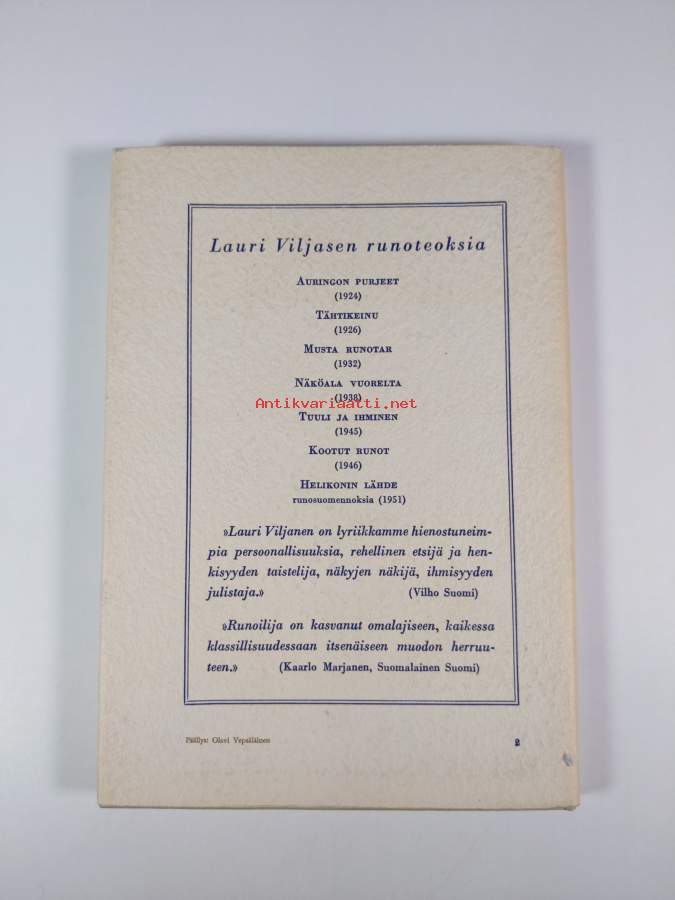 Lauri Viljasen runoteoksia
AURINGON PURJEET
(1924)
TÄHTIKEINU
(1926)
MUSTA RUNOTAR
(1932)
NÄKÖALA VUORELTA
(1938)
Antikvariaatti.net
TUULI JA IHMINEN
(1945)
KOOTUT RUNOT
(1946)
HELIKONIN LÄHDE
runosuomennoksia (1951)
»Lauri Viljanen on lyriikkamme hienostuneim-
pia persoonallisuuksia, rehellinen etsijä ja hen-
kisyyden taistelija, näkyjen näkijä, ihmisyyden
julistaja.» (Vilho Suomi)
»Runoilija on kasvanut omalajiseen, kaikessa
klassillisuudessaan itsenäiseen muodon herruu-
teen.» (Kaarlo Marjanen, Suomalainen Suomi)
Päällys: Olavi Vepsäläinen 2